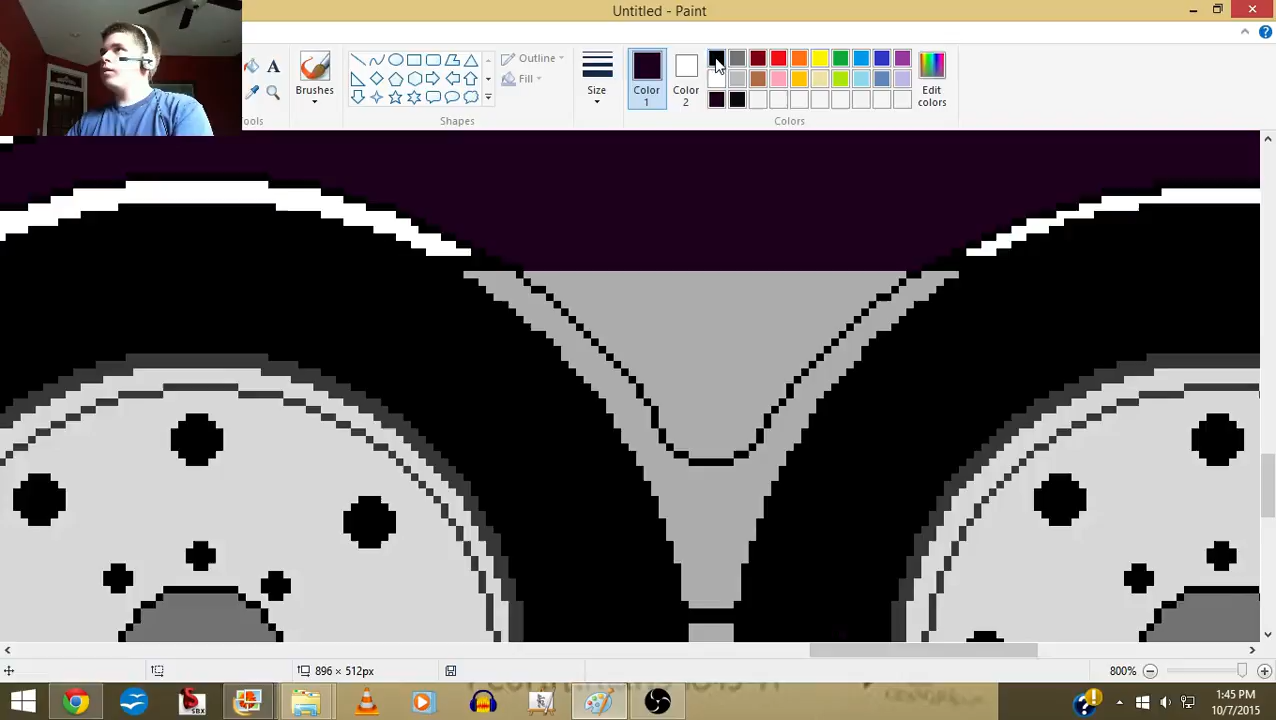 Untitled - Paint
Outline
Fill
Brushes
Size
Color
1
Color
2
Edit
colors
A
Shapes
Colors
896 × 512px
800%
SBX
1:45 PM
10/7/2015